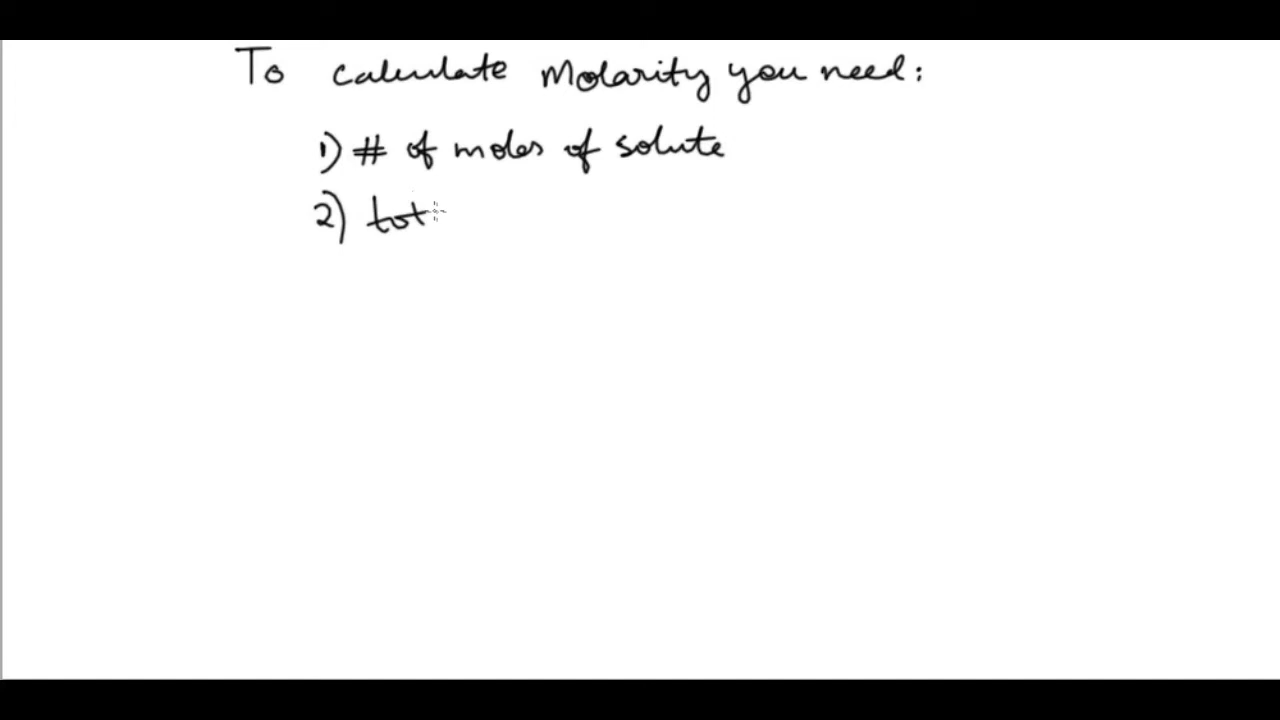 To calculate Molarity you need:
1) # of moles of solute
2) tot